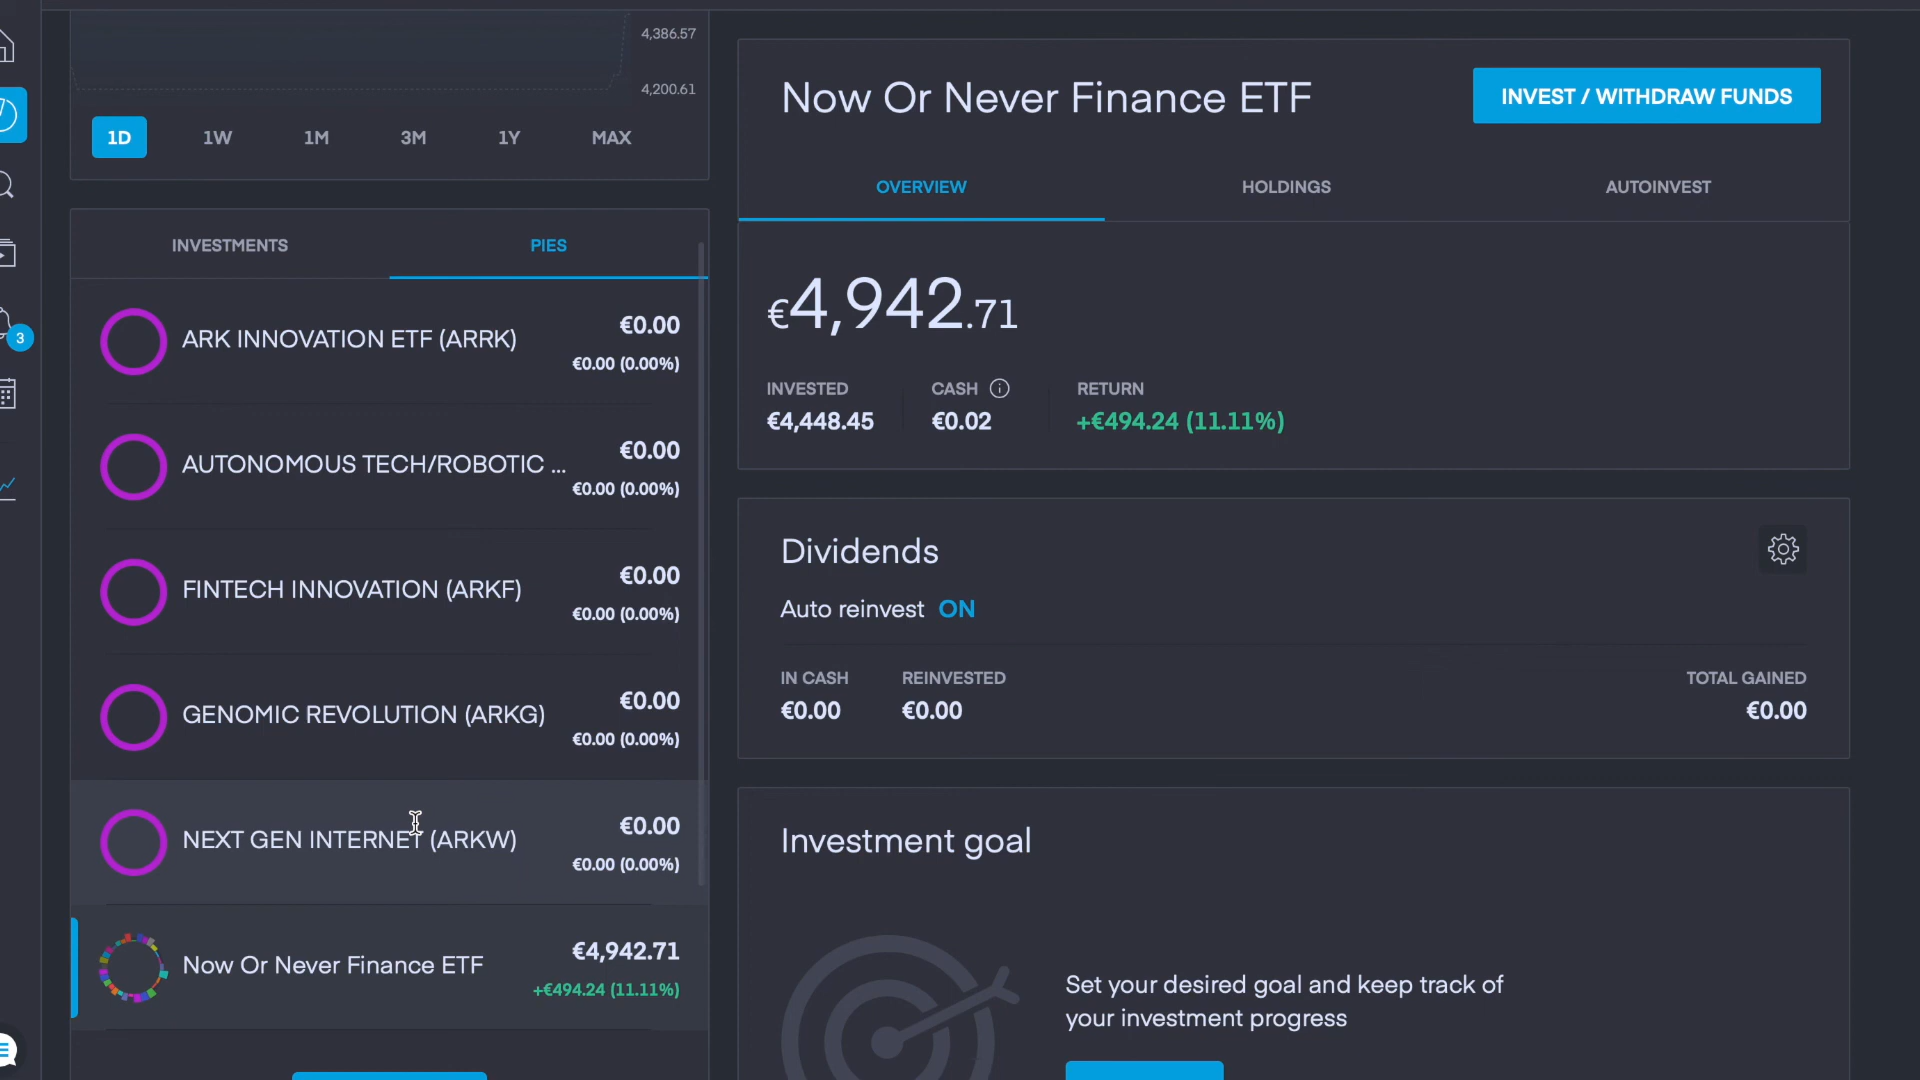 4,386.57
4,200.61
1D
1W
1M
3M
1Y
MAX
INVESTMENTS
PIES
ARK INNOVATION ETF (ARRK)
€0.00
€0.00 (0.00%)
AUTONOMOUS TECH/ROBOTIC ...
€0.00
€0.00 (0.00%)
FINTECH INNOVATION (ARKF)
€0.00
€0.00 (0.00%)
GENOMIC REVOLUTION (ARKG)
€0.00
€0.00 (0.00%)
NEXT GEN INTERNET (ARKW)
€0.00
€0.00 (0.00%)
Now Or Never Finance ETF
€4,942.71
+€494.24 (11.11%)
3
Now Or Never Finance ETF
INVEST / WITHDRAW FUNDS
OVERVIEW
HOLDINGS
AUTOINVEST
€4,942.71
INVESTED
€4,448.45
CASH
€0.02
RETURN
+€494.24 (11.11%)
Dividends
Auto reinvest ON
IN CASH
€0.00
REINVESTED
€0.00
TOTAL GAINED
€0.00
Investment goal
Set your desired goal and keep track of
your investment progress